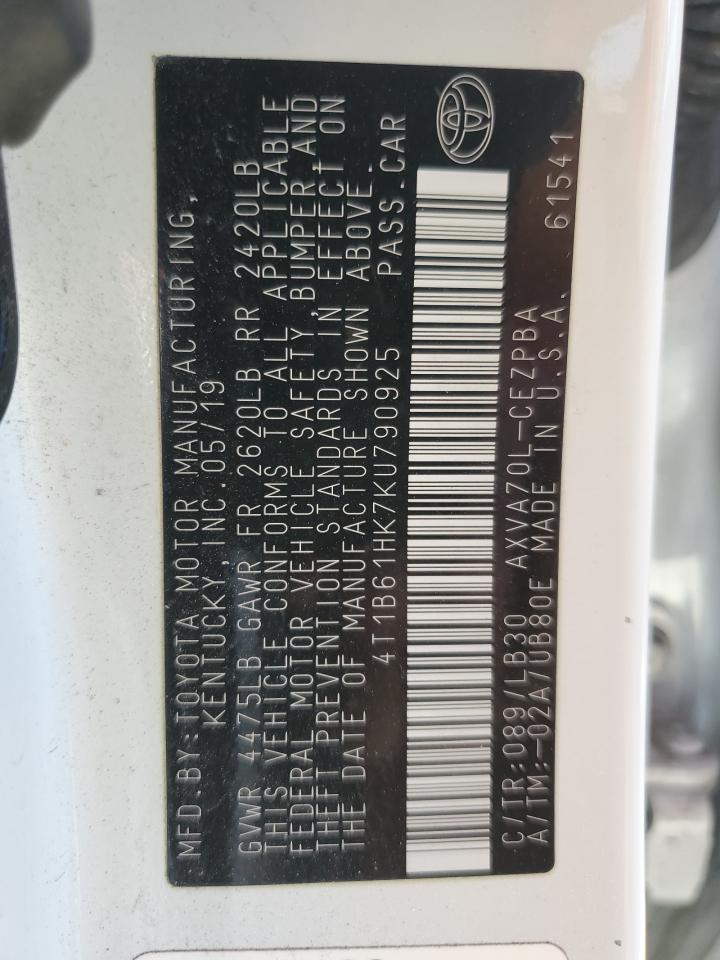 MFD.BY:TOYOTA MOTOR MANUFACTURING,
KENTUCKY,INC.05/19
GVWR 4475LB GAWR FR 2620LB RR 2420LB
THIS VEHICLE CONFORMS TO ALL APPLICABLE
FEDERAL MOTOR VEHICLE SAFETY, BUMPER,AND
THEFT PREVENTION STANDARDS IN EFFECT ON
THE DATE OF MANUFACTURE SHOWN ABOVE.
4T1B61HK7KU790925 PASS.CAR
C/TR:089/LB30 AXVA70L-CEZPBA
A/TM:-02A/UB80E MADE IN U.S.A. 61541